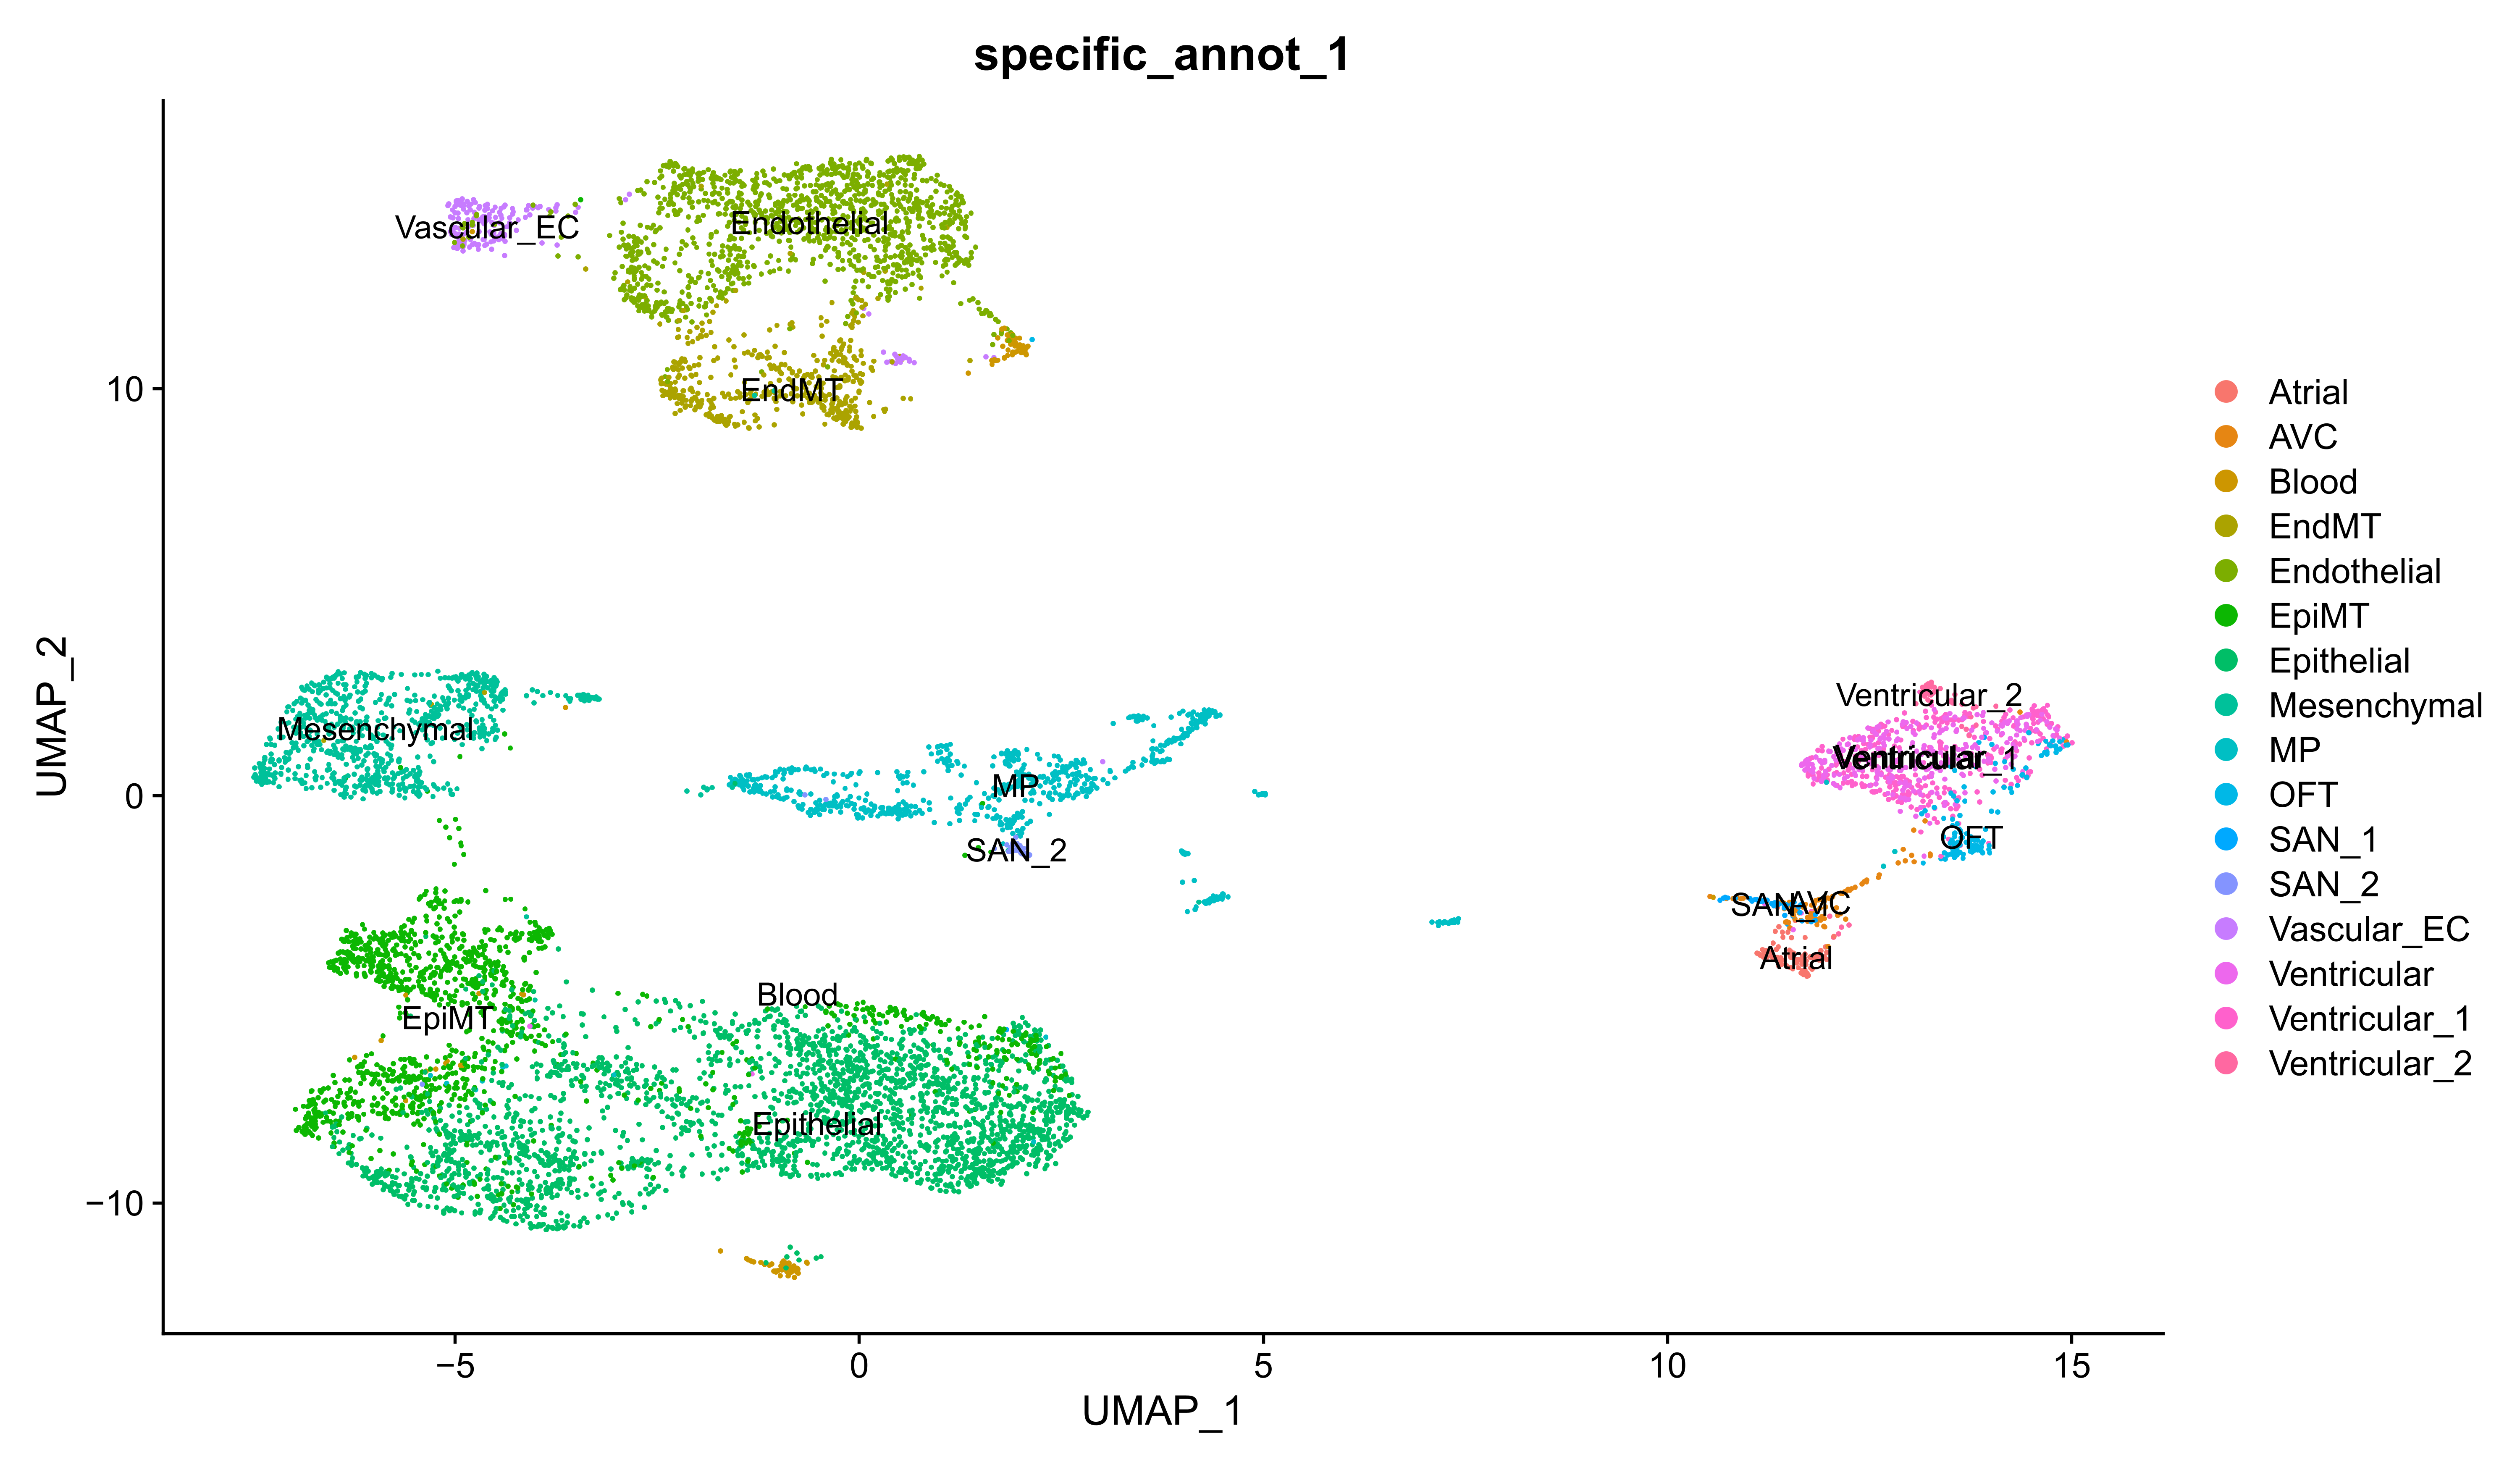 specific_annot_1
UMAP_2
10
0
−10
Vascular_EC
Endothelial
EndMT
Mesenchymal
MP
SAN_2
Ventricular_2
Ventricular
Ventricular_1
OFT
SAN_1
AVC
Atrial
Blood
EpiMT
Epithelial
−5
0
5
10
15
UMAP_1
Atrial
AVC
Blood
EndMT
Endothelial
EpiMT
Epithelial
Mesenchymal
MP
OFT
SAN_1
SAN_2
Vascular_EC
Ventricular
Ventricular_1
Ventricular_2